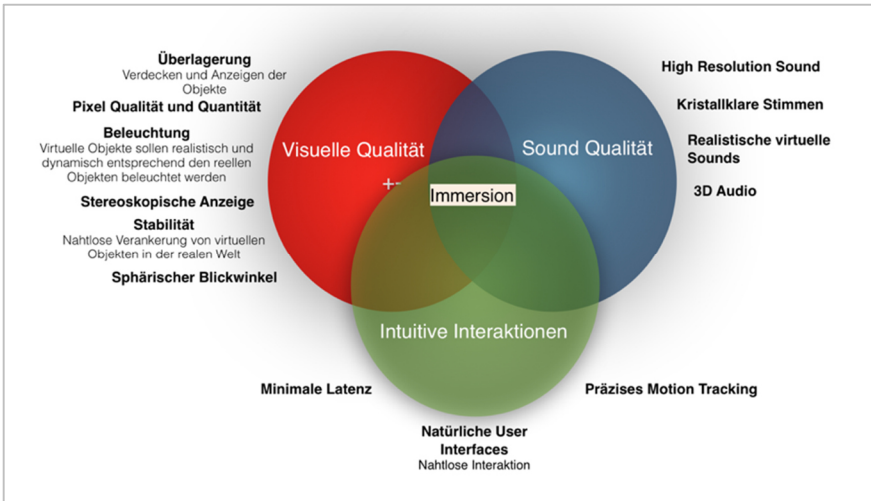 Überlagerung
Verdecken und Anzeigen der
Objekte
Pixel Qualität und Quantität
Beleuchtung
Virtuelle Objekte sollen realistisch und
dynamisch entsprechend den reellen
Objekten beleuchtet werden
Stereoskopische Anzeige
Stabilität
Nahtlose Verankerung von virtuellen
Objekten in der realen Welt
Sphärischer Blickwinkel
Visuelle Qualität
Sound Qualität
Immersion
Intuitive Interaktionen
High Resolution Sound
Kristallklare Stimmen
Realistische virtuelle
Sounds
3D Audio
Minimale Latenz
Natürliche User
Interfaces
Nahtlose Interaktion
Präzises Motion Tracking